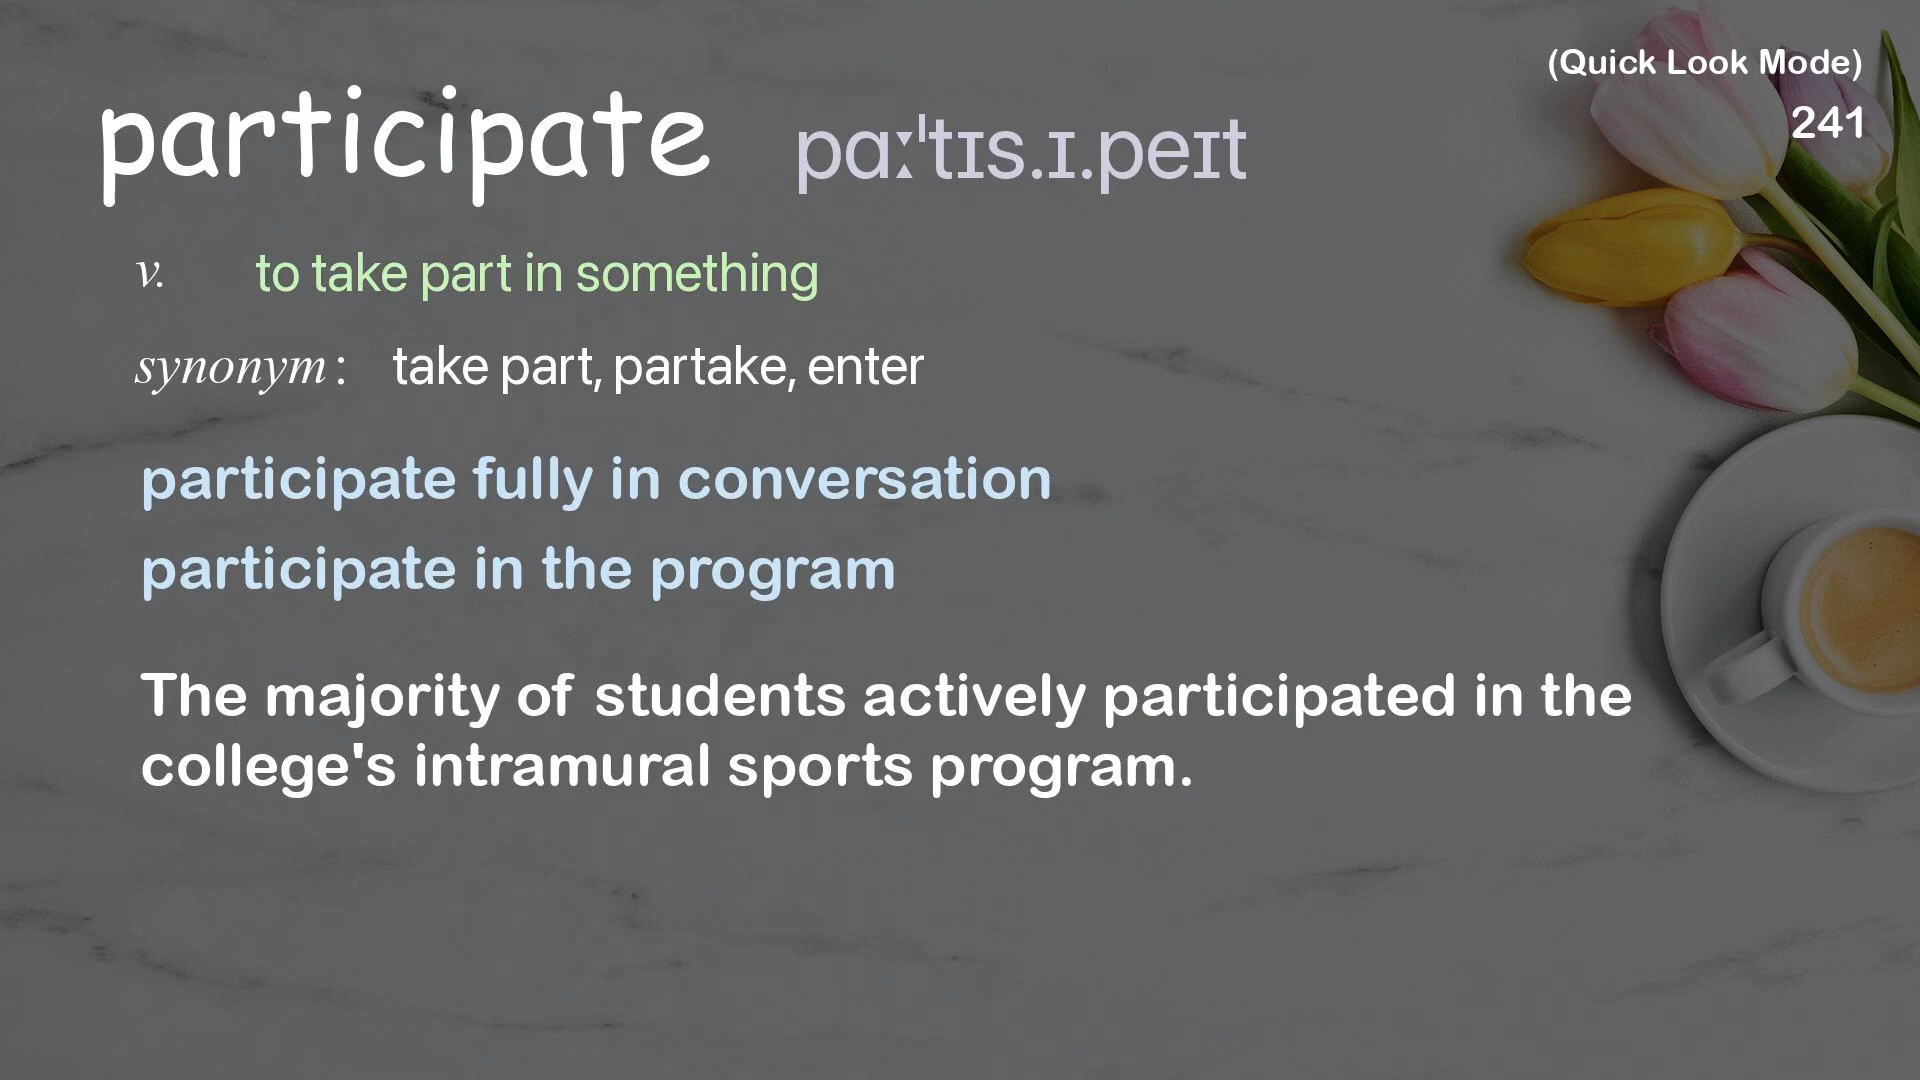 (Quick Look Mode)
241
participate pɑːˈtɪs.ɪ.peɪt
v. to take part in something
synonym: take part, partake, enter
participate fully in conversation
participate in the program
The majority of students actively participated in the
college's intramural sports program.